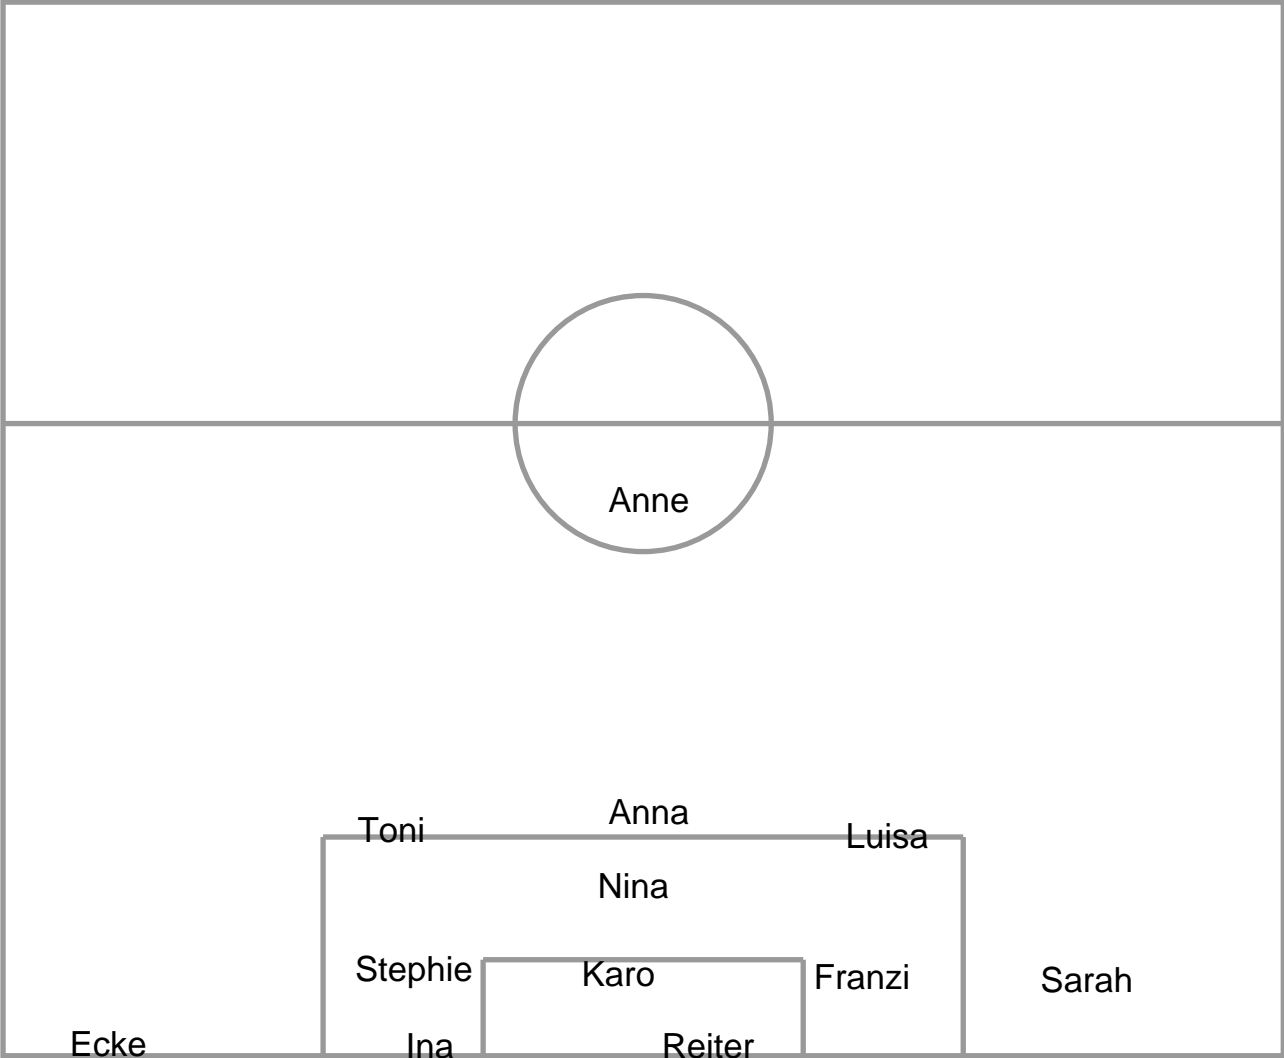 Anne
Anna
Toni
Luisa
Nina
Stephie
Karo
Franzi
Sarah
Ecke
Ina
Reiter